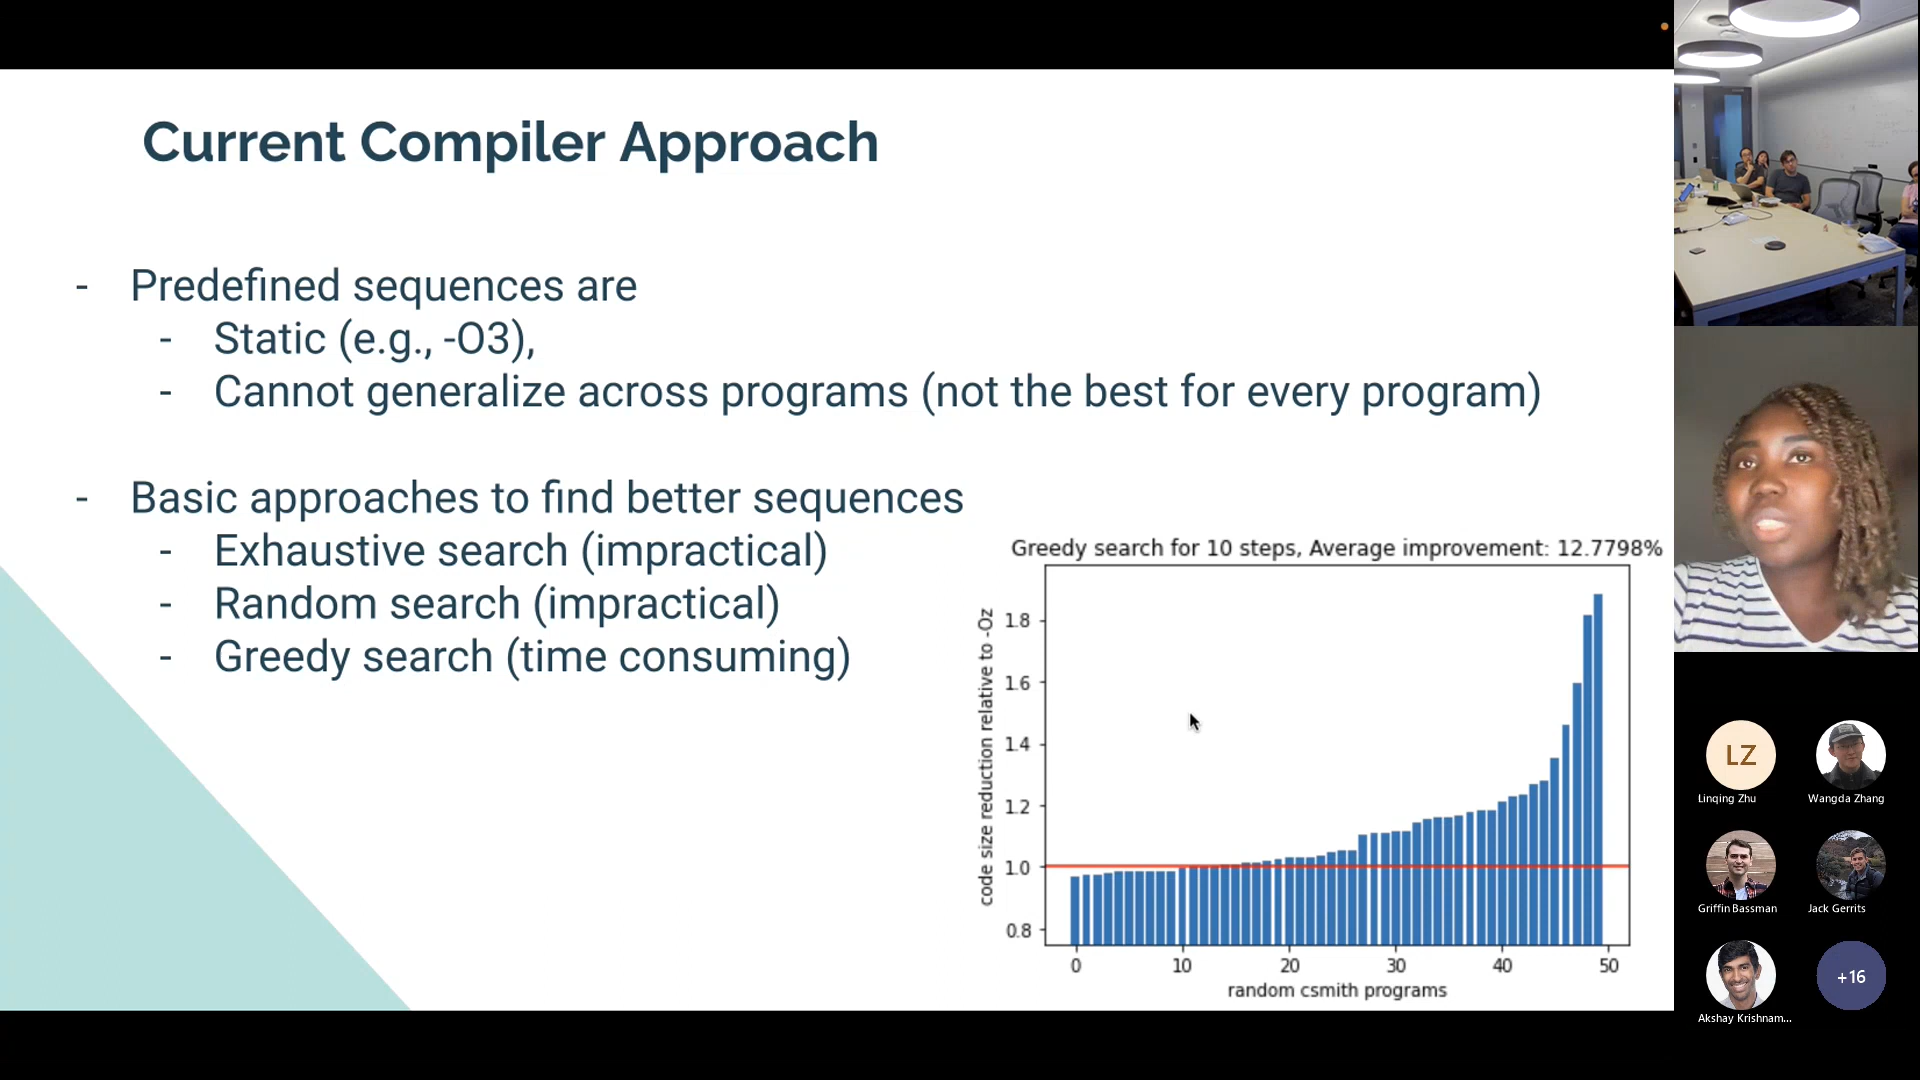 Current Compiler Approach
- Predefined sequences are
- Static (e.g., -O3),
- Cannot generalize across programs (not the best for every program)
- Basic approaches to find better sequences
- Exhaustive search (impractical)
- Random search (impractical)
- Greedy search (time consuming)
Greedy search for 10 steps, Average improvement: 12.7798%
code size reduction relative to -Oz
1.8
1.6
1.4
1.2
1.0
0.8
0 10 20 30 40 50
random csmith programs
LZ
Linqing Zhu
Wangda Zhang
Griffin Bassman
Jack Gerrits
Akshay Krishnam...
+16